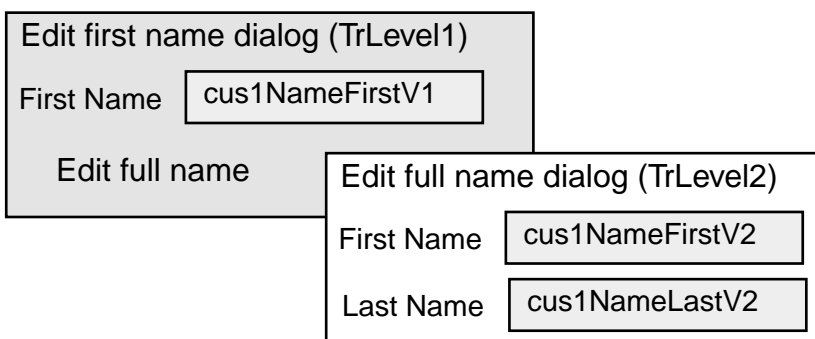 Edit first name dialog (TrLevel1)
First Name cus1NameFirstV1
Edit full name
Edit full name dialog (TrLevel2)
First Name cus1NameFirstV2
Last Name cus1NameLastV2